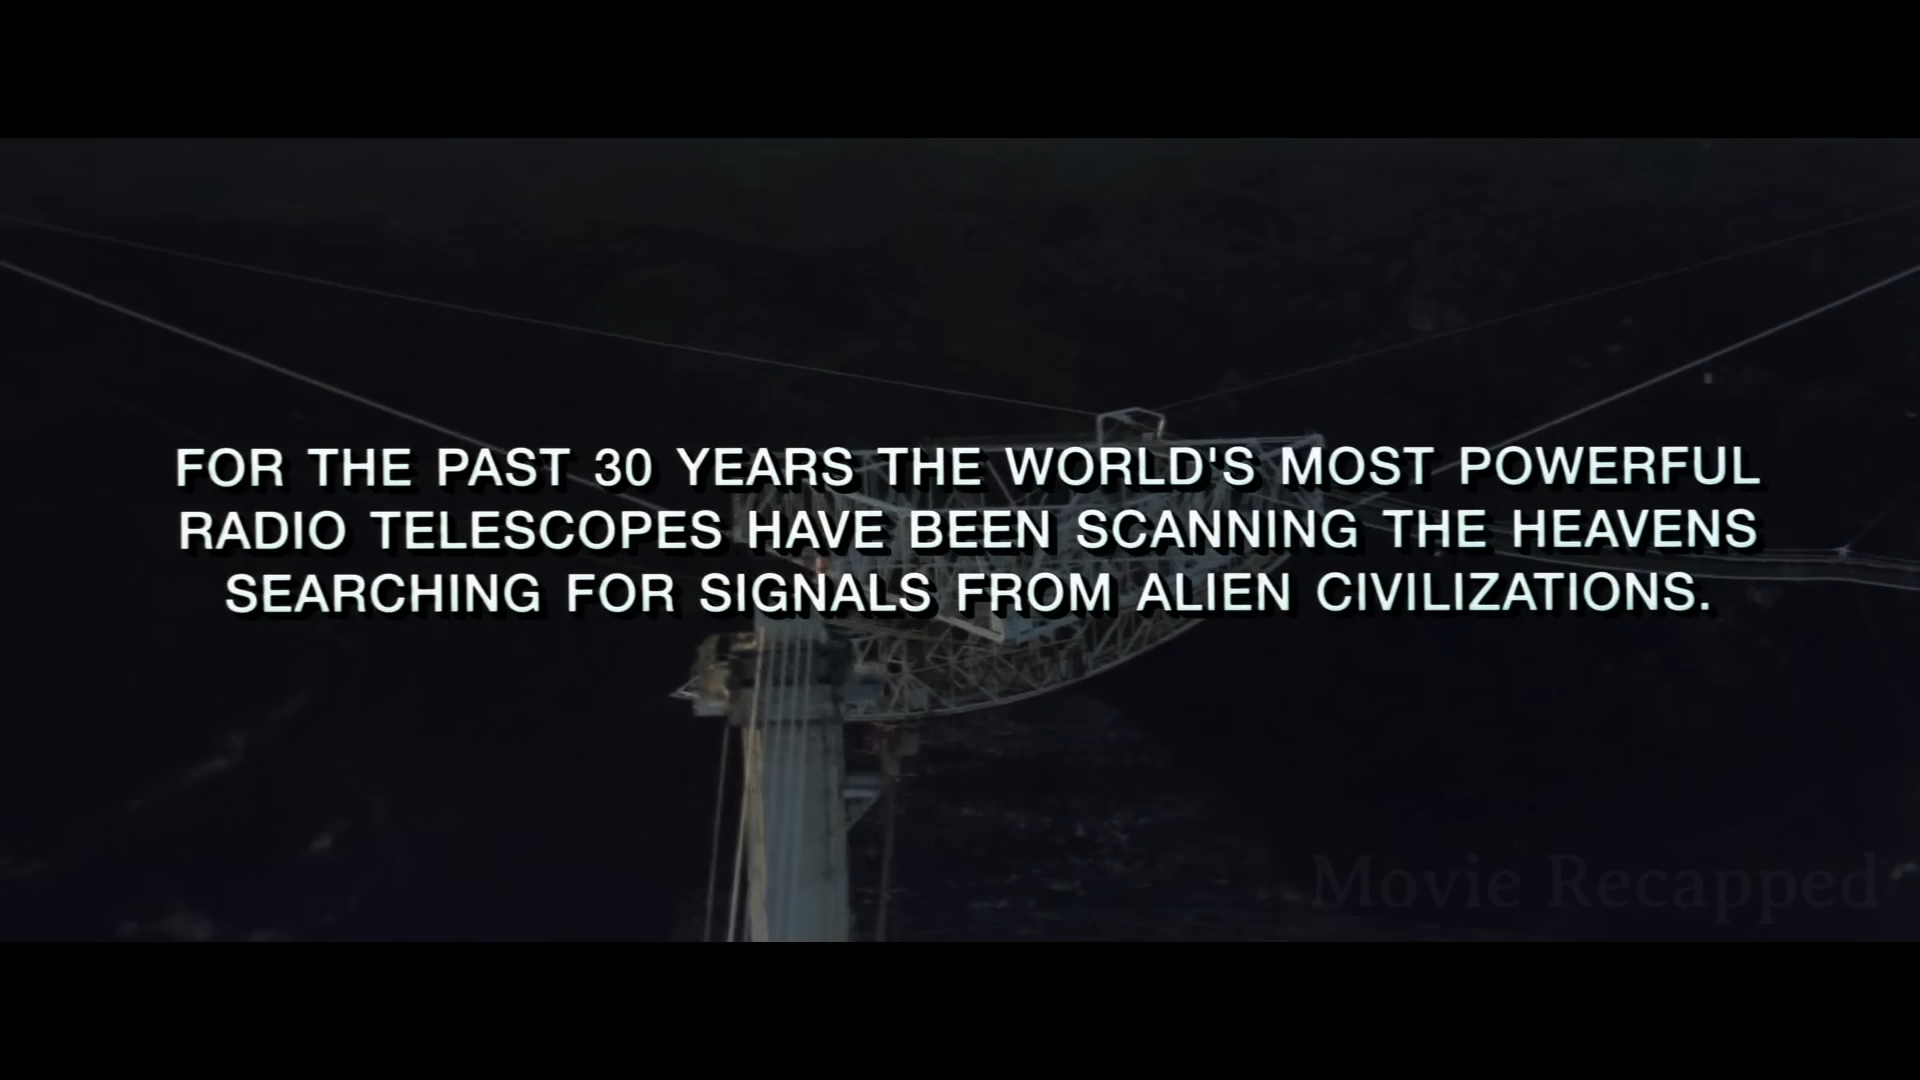 FOR THE PAST 30 YEARS THE WORLD'S MOST POWERFUL
RADIO TELESCOPES HAVE BEEN SCANNING THE HEAVENS
SEARCHING FOR SIGNALS FROM ALIEN CIVILIZATIONS.
Movie Recapped